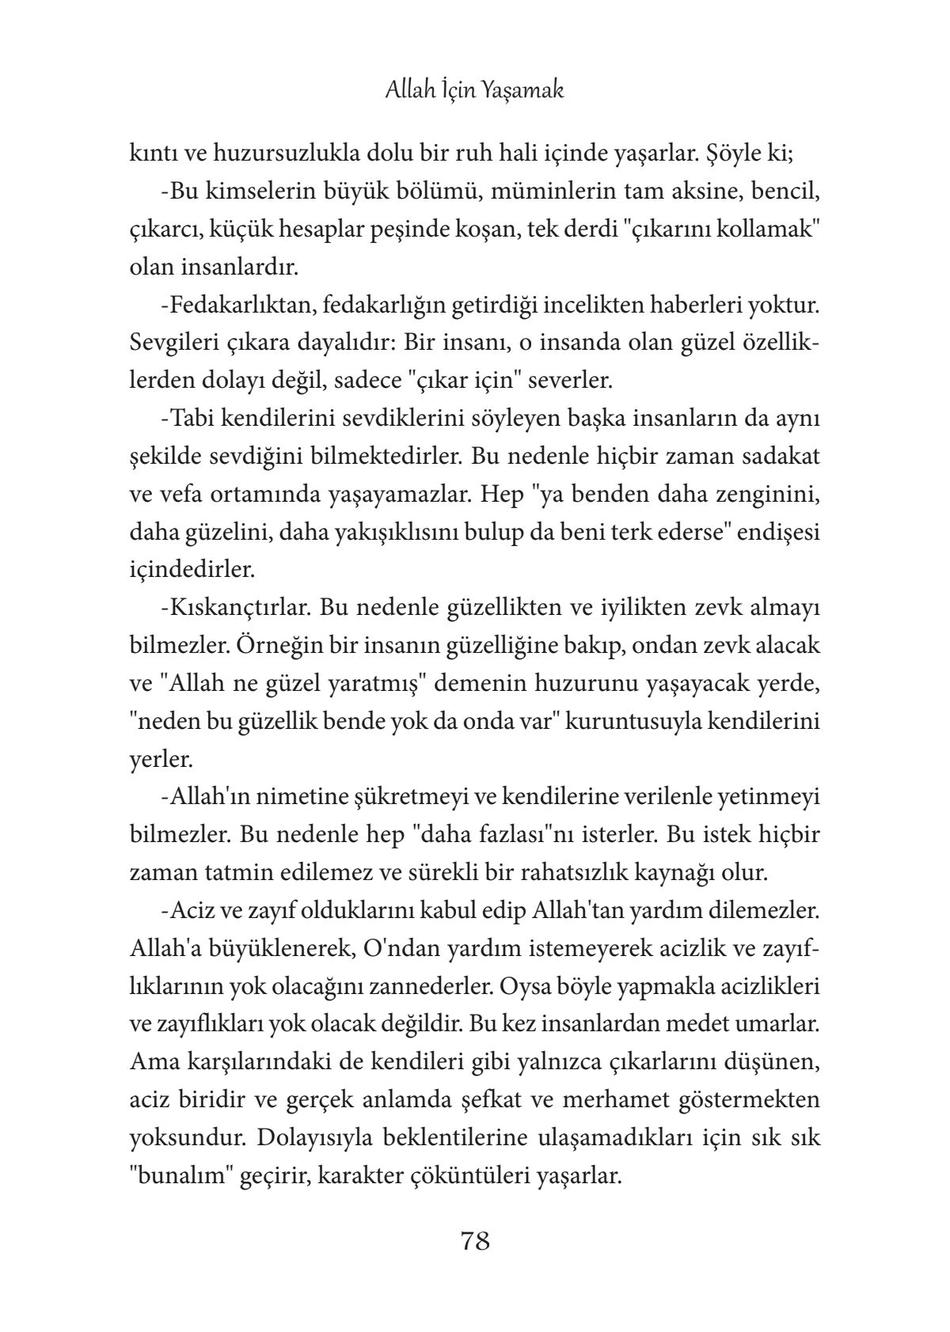 Allah İçin Yaşamak
kıntı ve huzursuzlukla dolu bir ruh hali içinde yaşarlar. Şöyle ki;
-Bu kimselerin büyük bölümü, müminlerin tam aksine, bencil,
çıkarcı, küçük hesaplar peşinde koşan, tek derdi "çıkarını kollamak"
olan insanlardır.
-Fedakarlıktan, fedakarlığın getirdiği incelikten haberleri yoktur.
Sevgileri çıkara dayalıdır: Bir insanı, o insanda olan güzel özellik-
lerden dolayı değil, sadece "çıkar için" severler.
-Tabi kendilerini sevdiklerini söyleyen başka insanların da aynı
şekilde sevdiğini bilmektedirler. Bu nedenle hiçbir zaman sadakat
ve vefa ortamında yaşayamazlar. Hep "ya benden daha zenginini,
daha güzelini, daha yakışıklısını bulup da beni terk ederse" endişesi
içindedirler.
-Kıskançtırlar. Bu nedenle güzellikten ve iyilikten zevk almayı
bilmezler. Örneğin bir insanın güzelliğine bakıp, ondan zevk alacak
ve "Allah ne güzel yaratmış" demenin huzurunu yaşayacak yerde,
"neden bu güzellik bende yok da onda var" kuruntusuyla kendilerini
yerler.
-Allah'ın nimetine şükretmeyi ve kendilerine verilenle yetinmeyi
bilmezler. Bu nedenle hep "daha fazlası"nı isterler. Bu istek hiçbir
zaman tatmin edilemez ve sürekli bir rahatsızlık kaynağı olur.
-Aciz ve zayıf olduklarını kabul edip Allah'tan yardım dilemezler.
Allah'a büyüklenerek, O'ndan yardım istemeyerek acizlik ve zayıf-
lıklarının yok olacağını zannederler. Oysa böyle yapmakla acizlikleri
ve zayıflıkları yok olacak değildir. Bu kez insanlardan medet umarlar.
Ama karşılarındaki de kendileri gibi yalnızca çıkarlarını düşünen,
aciz biridir ve gerçek anlamda şefkat ve merhamet göstermekten
yoksundur. Dolayısıyla beklentilerine ulaşamadıkları için sık sık
"bunalım" geçirir, karakter çöküntüleri yaşarlar.
78